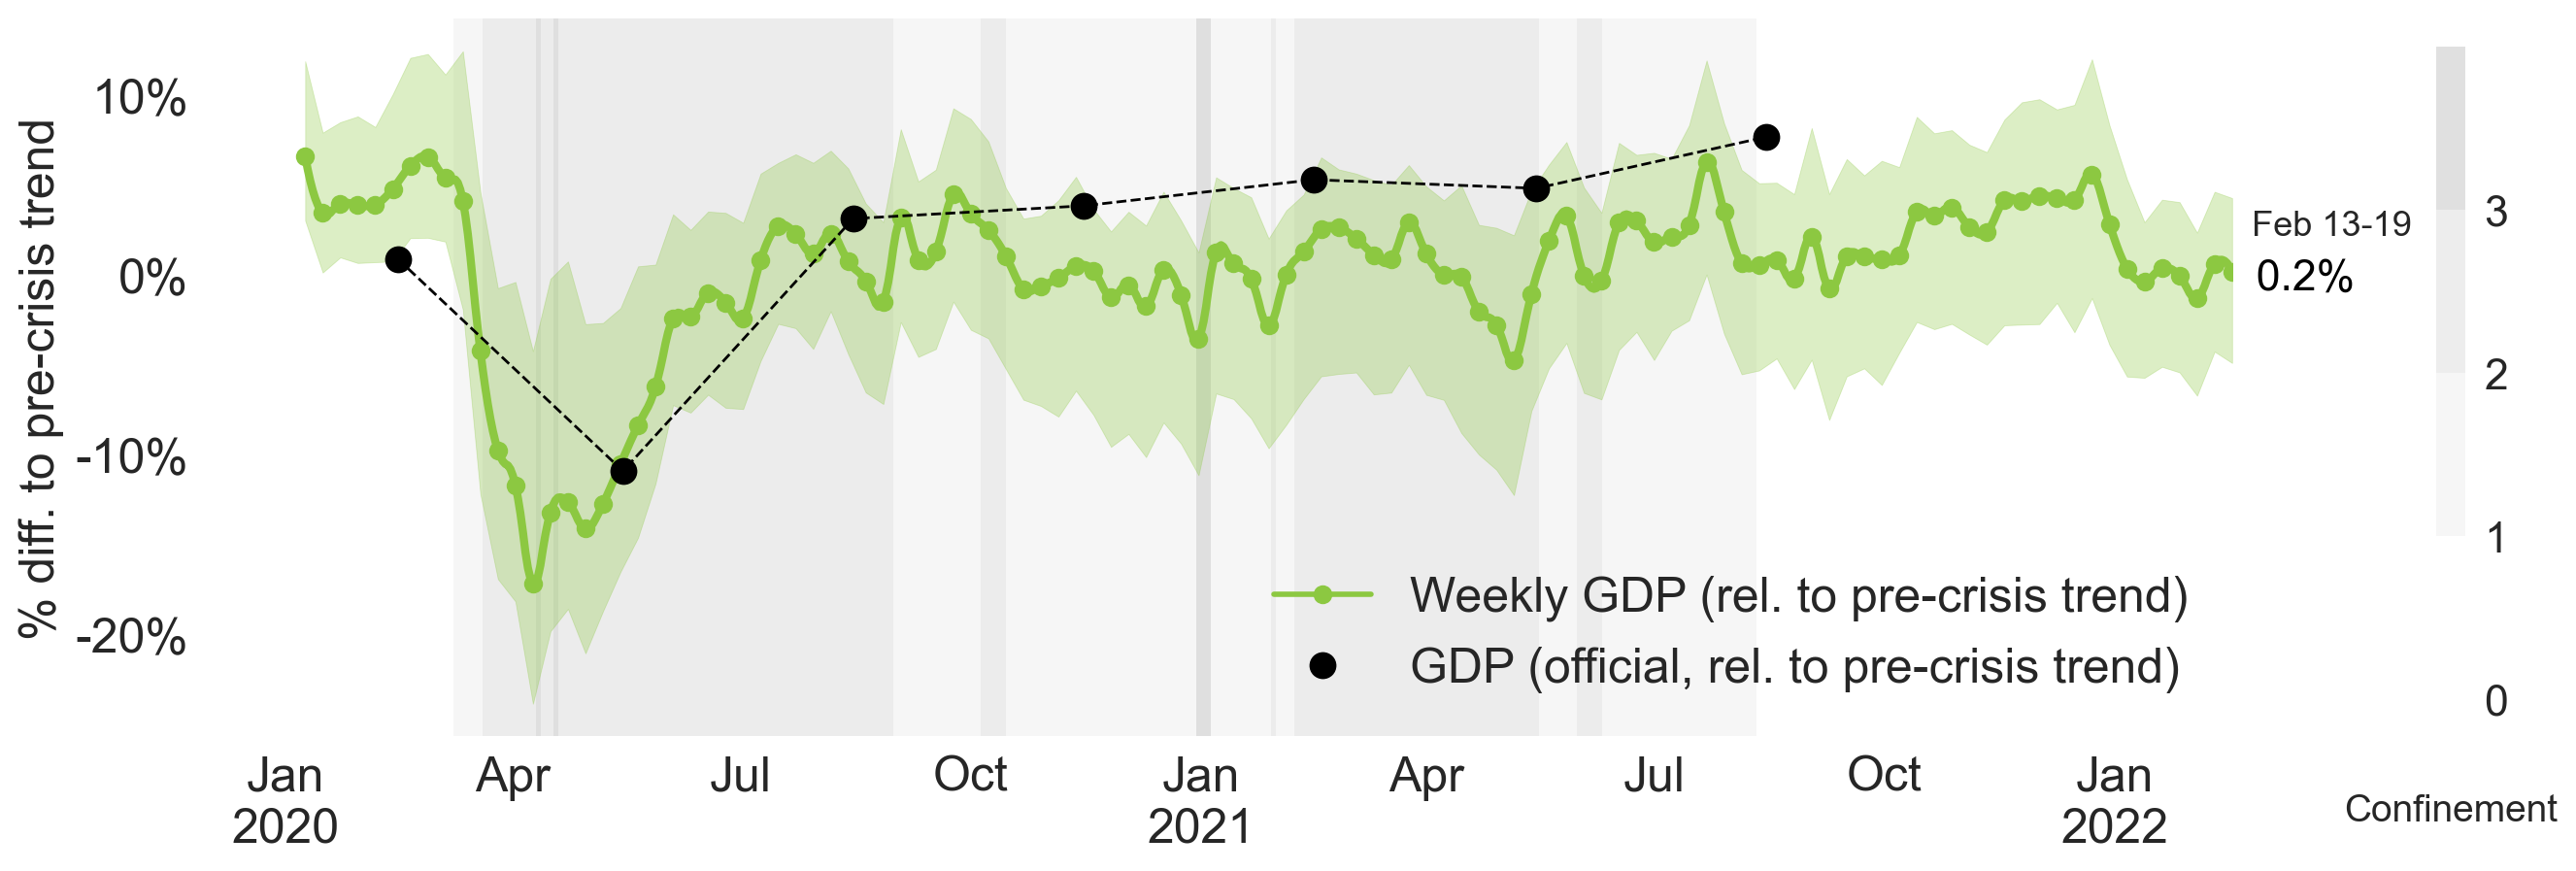 % diff. to pre-crisis trend
10%
0%
-10%
-20%
Feb 13-19
0.2%
Weekly GDP (rel. to pre-crisis trend)
GDP (official, rel. to pre-crisis trend)
3
2
1
0
Jan
2020
Apr
Jul
Oct
Jan
2021
Apr
Jul
Oct
Jan
2022
Confinement